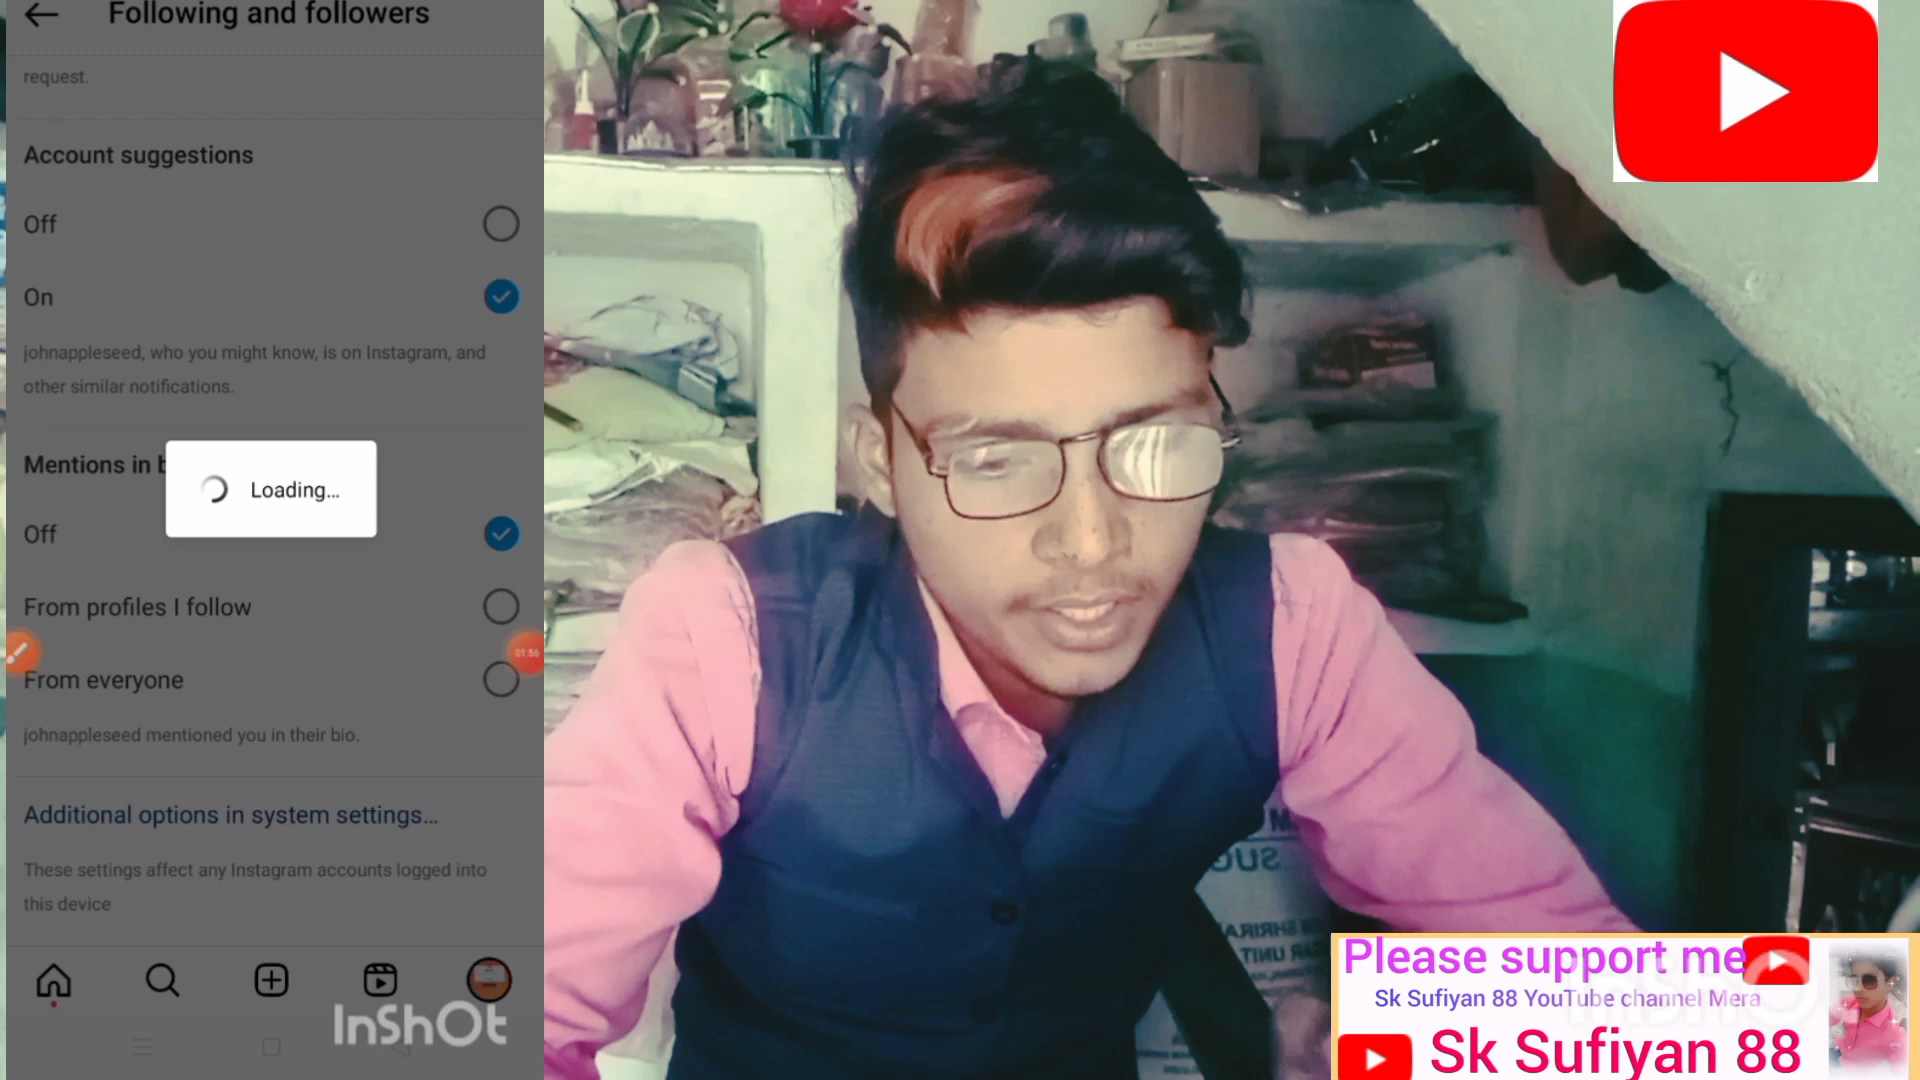 Following and followers
request.
Account suggestions
Off
On
johnappleseed, who you might know, is on Instagram, and
other similar notifications.
Mentions in b
Loading...
Off
From profiles I follow
01:56
From everyone
johnappleseed mentioned you in their bio.
Additional options in system settings...
These settings affect any Instagram accounts logged into
this device
InShOt
Please support me
Sk Sufiyan 88 YouTube channel Mera
Sk Sufiyan 88